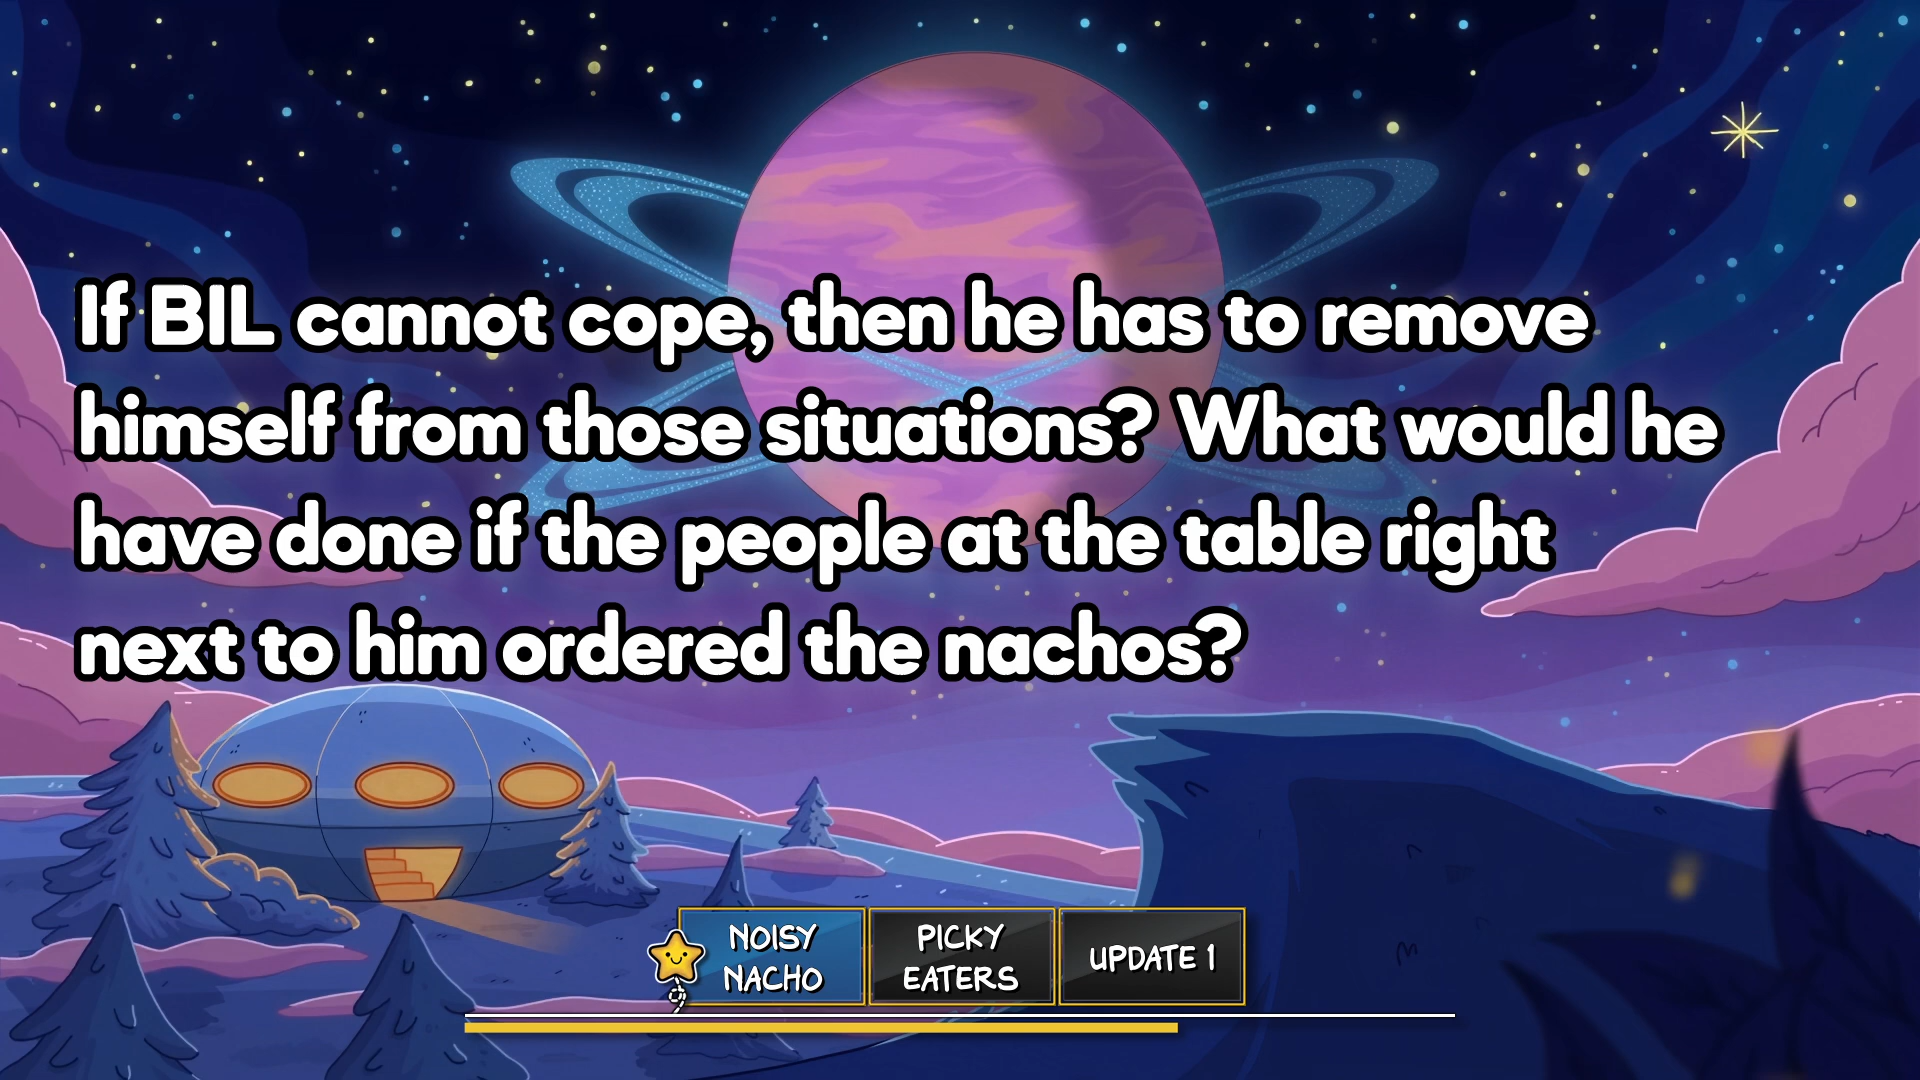 If BIL cannot cope, then he has to remove
himself from those situations? What would he
have done if the people at the table right
next to him ordered the nachos?
NOISY
NACHO
PICKY
EATERS
UPDATE 1